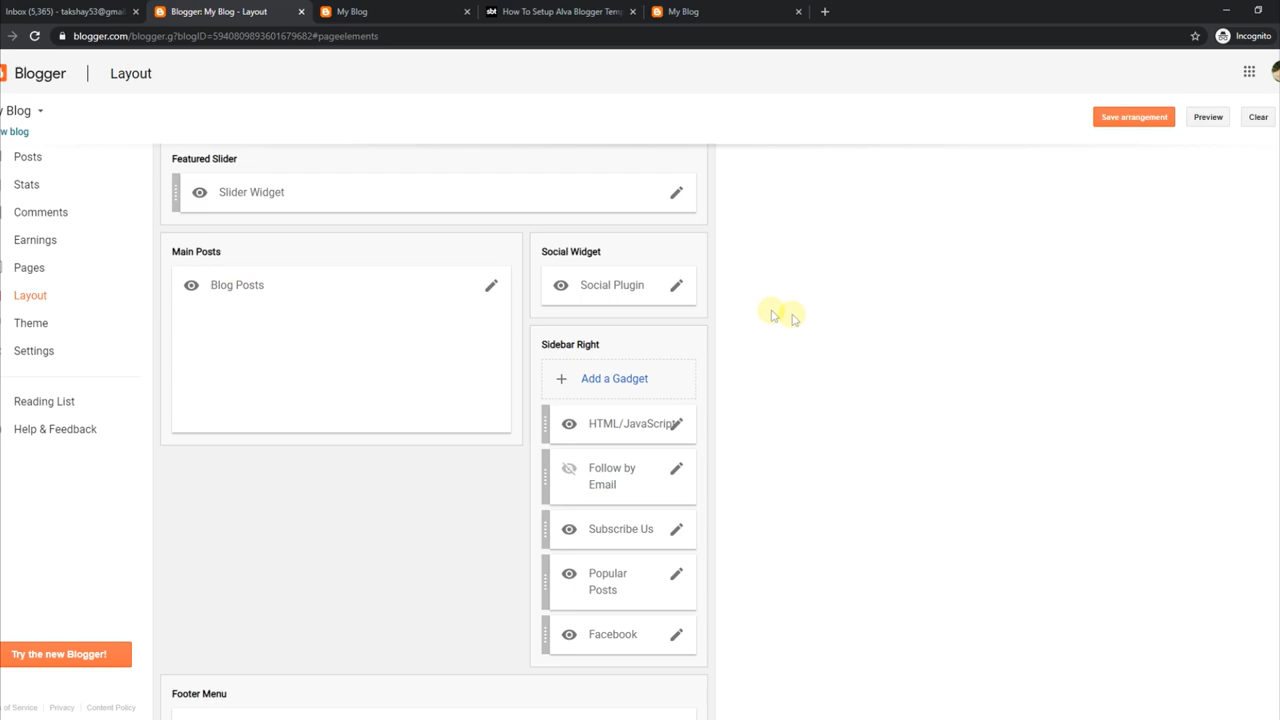 Inbox (5,365) - takshay53@gmail
Blogger: My Blog - Layout
My Blog
How To Setup Alva Blogger Tem
My Blog
blogger.com/blogger.g?blogID=5940809893601679682#pageelements
Incognito
Blogger
Layout
y Blog
w blog
Save arrangement
Preview
Clear
Posts
Stats
Comments
Earnings
Pages
Layout
Theme
Settings
Reading List
Help & Feedback
Try the new Blogger!
s of Service
Privacy
Content Policy
Featured Slider
Slider Widget
Main Posts
Blog Posts
Social Widget
Social Plugin
Sidebar Right
+ Add a Gadget
HTML/JavaScript
Follow by
Email
Subscribe Us
Popular
Posts
Facebook
Footer Menu